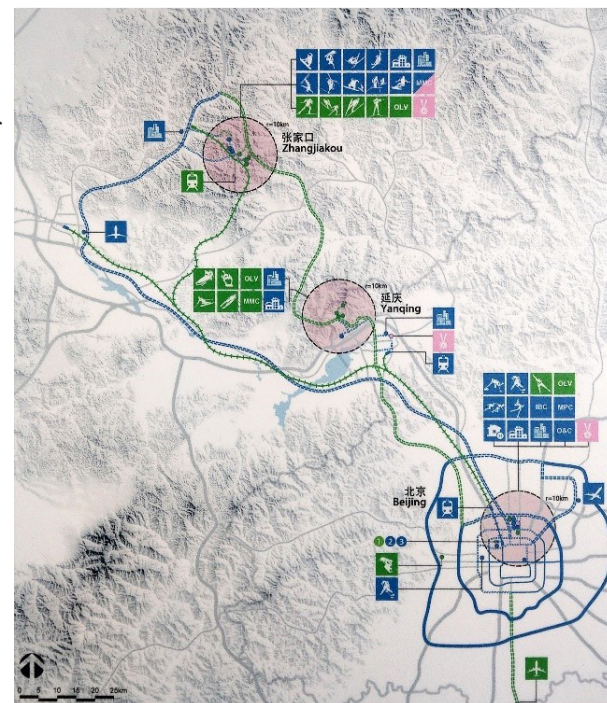 MMC
OLV
r=10km
张家口
Zhangjiakou
OLV
MMC
r=10km
延庆
Yanqing
OLV
IBC
MPC
O&C
北京
Beijing
r=10km
1 2 3
0 5 10 15 20 25km